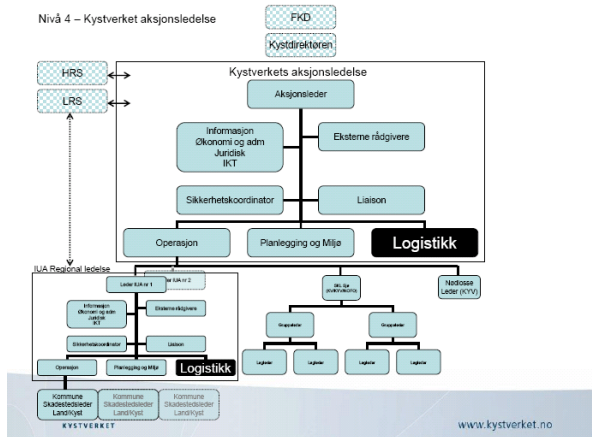 Nivå 4 – Kystverket aksjonsledelse
FKD
Kystdirektøren
HRS
LRS
Kystverkets aksjonsledelse
Aksjonsleder
Informasjon
Økonomi og adm
Juridisk
IKT
Eksterne rådgivere
Sikkerhetskoordinator
Liaison
Operasjon
Planlegging og Miljø
Logistikk
IUA Regional ledelse
Leder IUA nr 1
IUA nr 2
Informasjon
Økonomi og adm
Juridisk
IKT
Eksterne rådgivere
Sikkerhetskoordinator
Liaison
Operasjon
Planlegging og Miljø
Logistikk
Kommune
Skadestedsleder
Land/Kyst
Kommune
Skadestedsleder
Land/Kyst
Kommune
Skadestedsleder
Land/Kyst
Gruppeleder
Gruppeleder
Lagleder
Lagleder
Lagleder
Lagleder
Nødlosse
Leder (KYV)
KYSTVERKET
www.kystverket.no